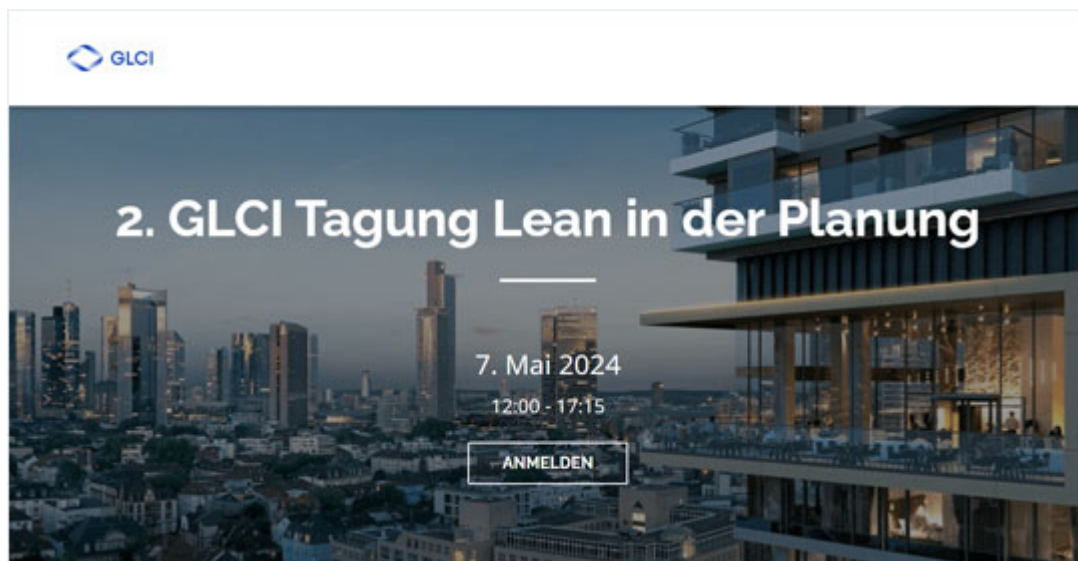 GLCI
2. GLCI Tagung Lean in der Planung
7. Mai 2024
12:00 - 17:15
ANMELDEN